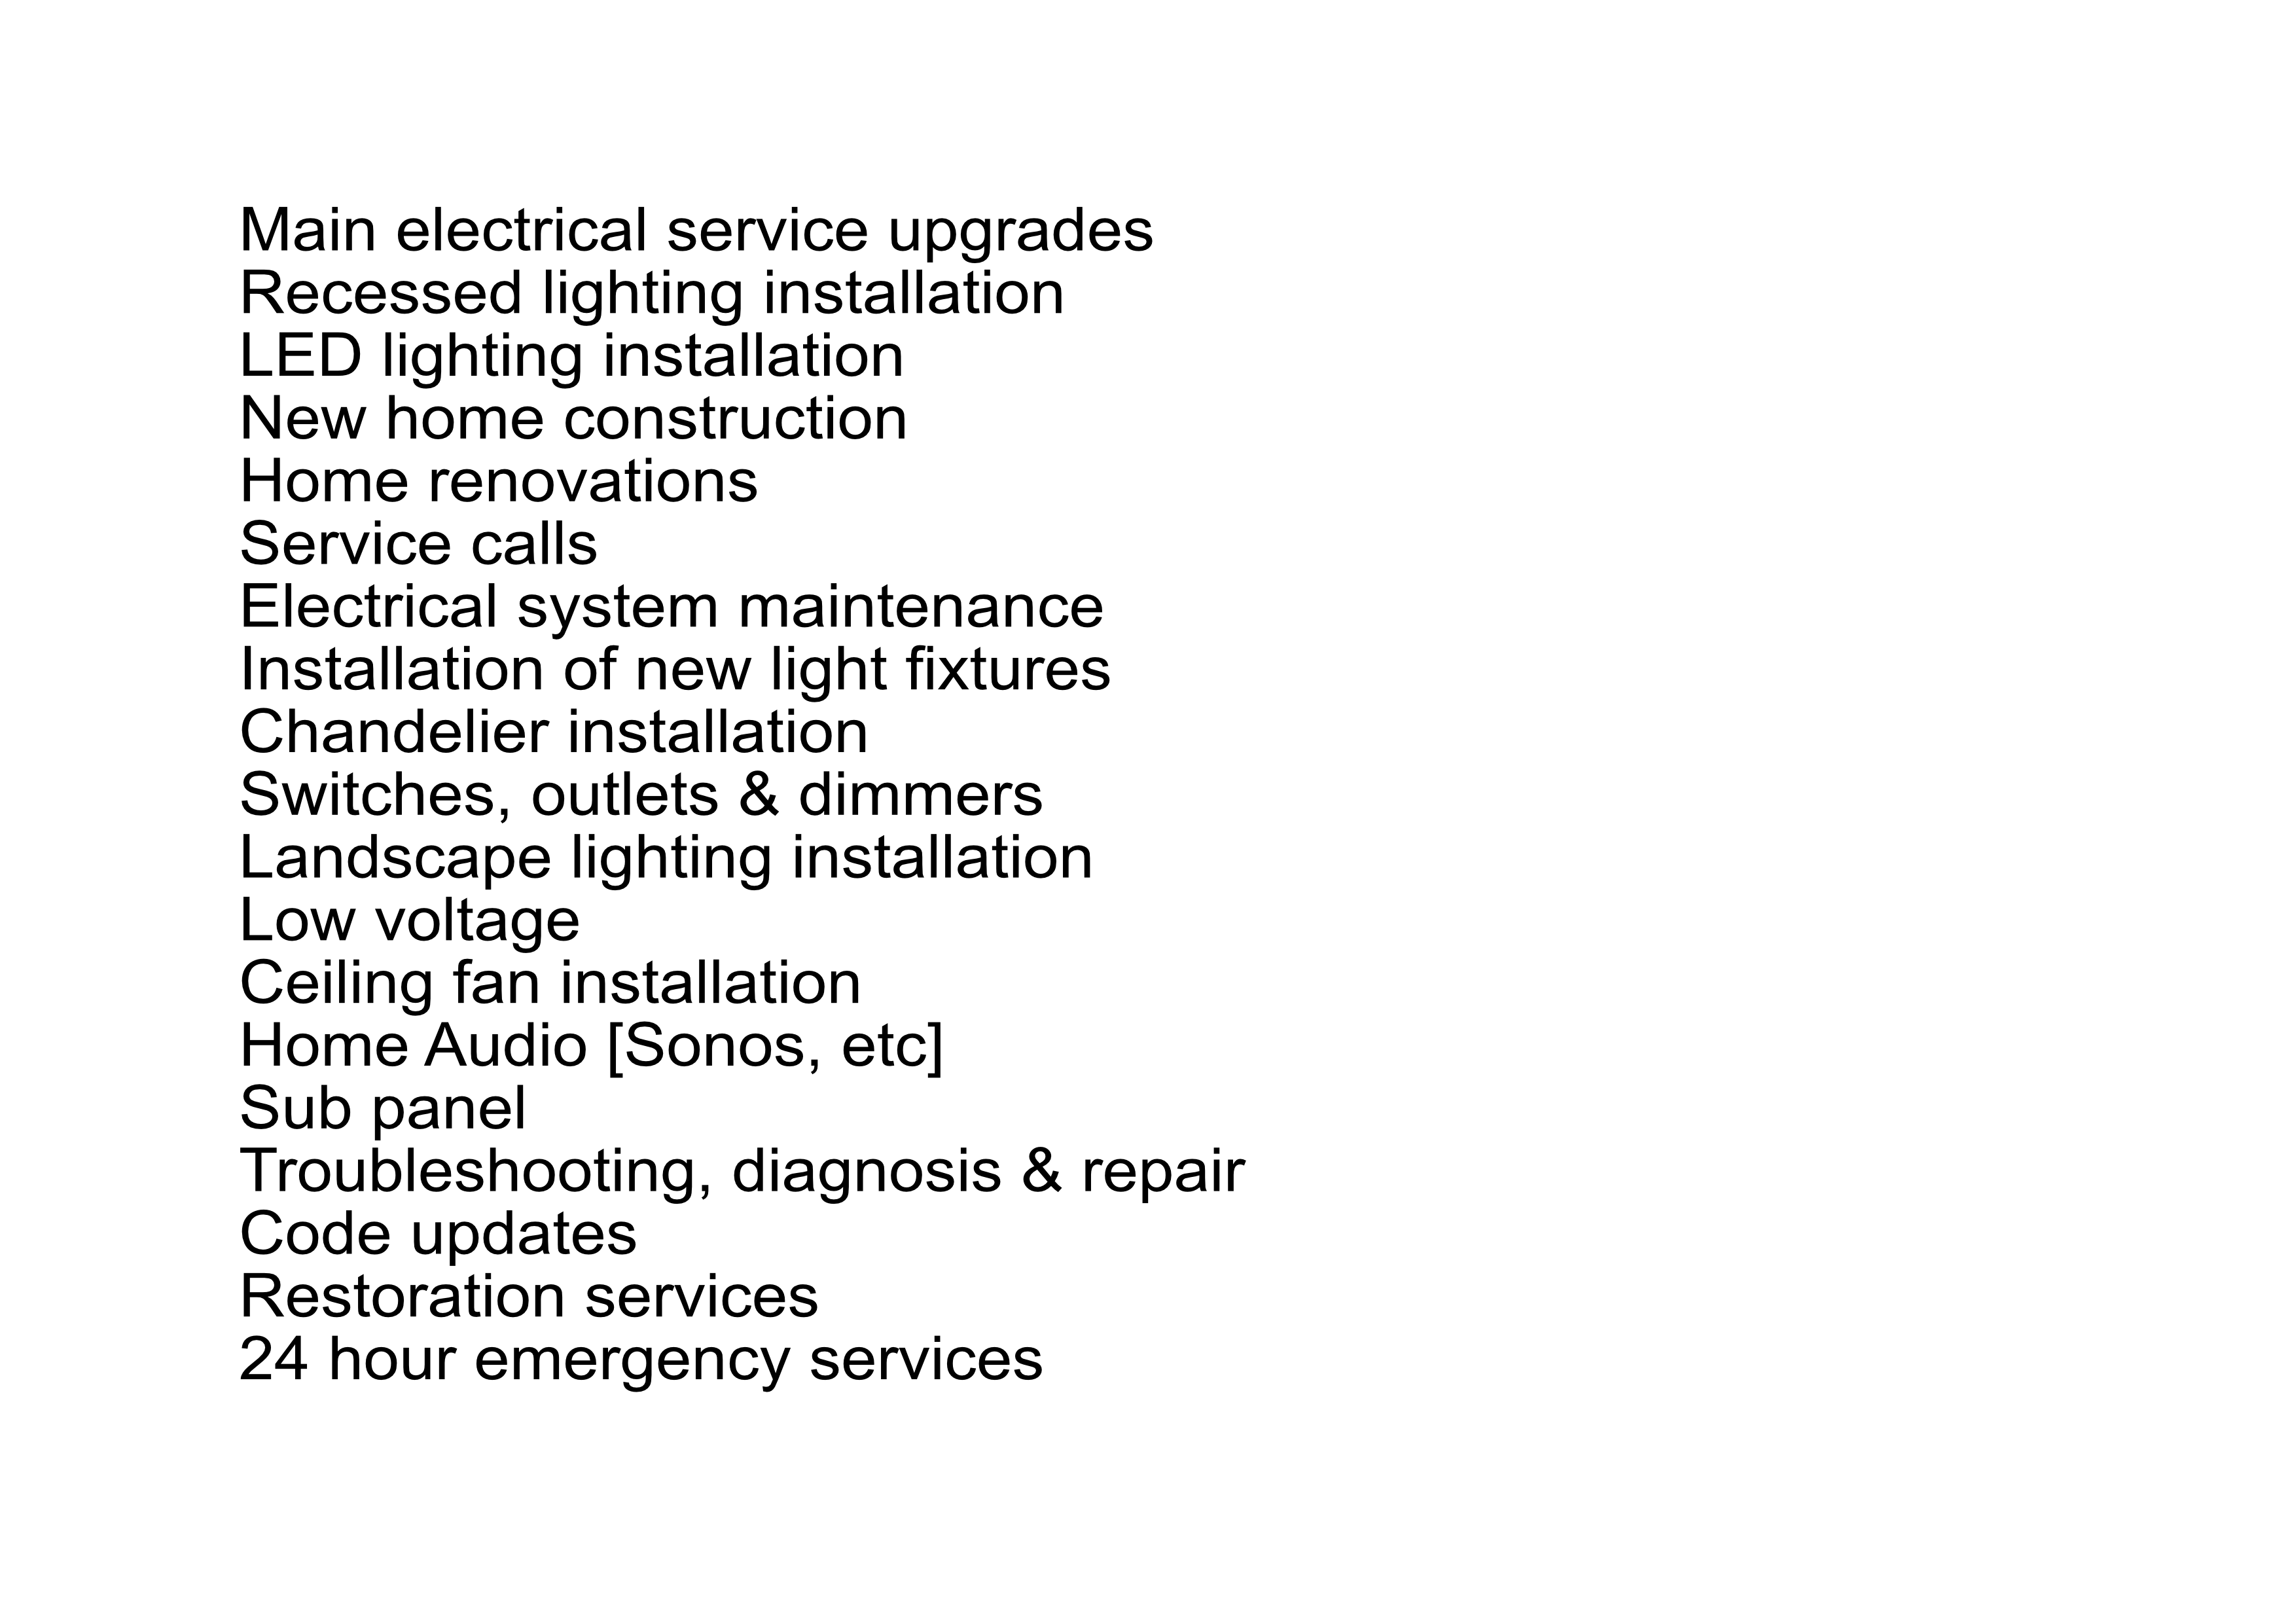 Main electrical service upgrades
Recessed lighting installation
LED lighting installation
New home construction
Home renovations
Service calls
Electrical system maintenance
Installation of new light fixtures
Chandelier installation
Switches, outlets & dimmers
Landscape lighting installation
Low voltage
Ceiling fan installation
Home Audio [Sonos, etc]
Sub panel
Troubleshooting, diagnosis & repair
Code updates
Restoration services
24 hour emergency services